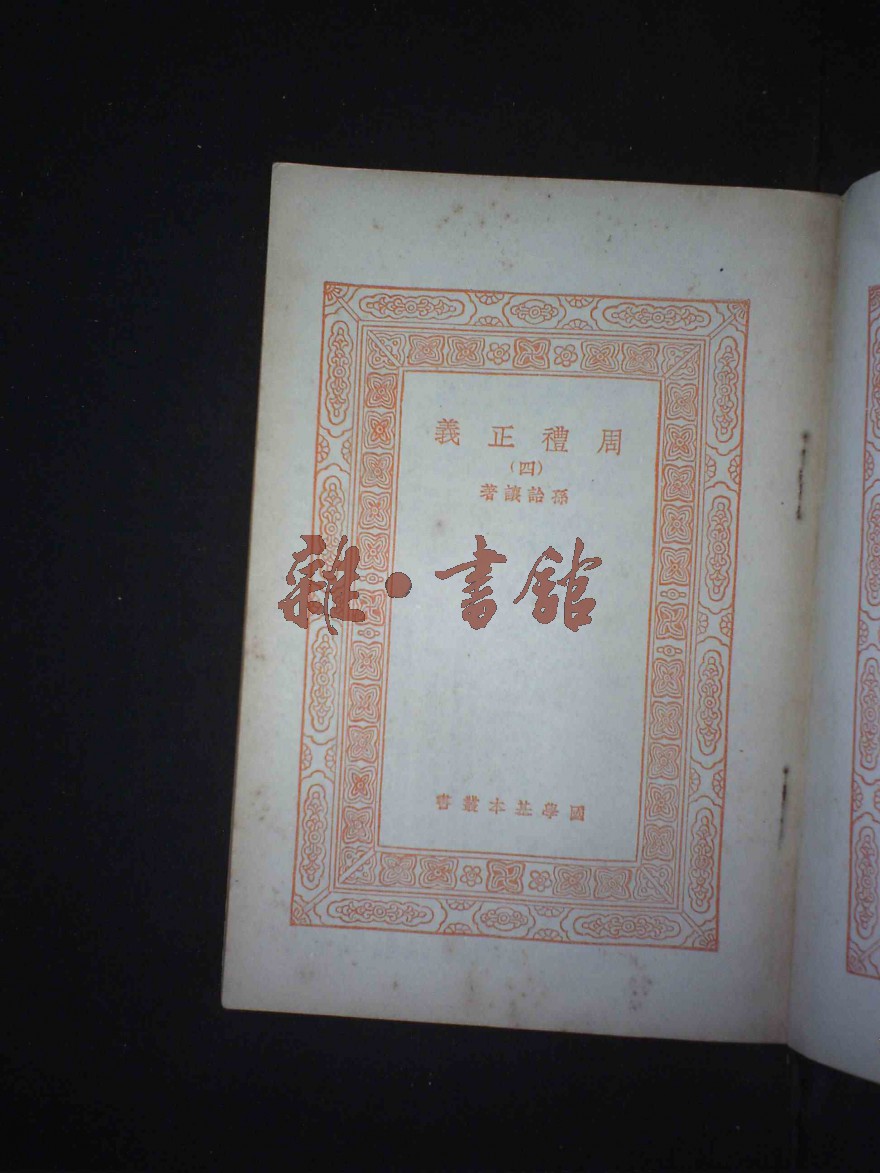 周禮正義
(四)
孫詒讓著
雜·書館
國學基本叢書